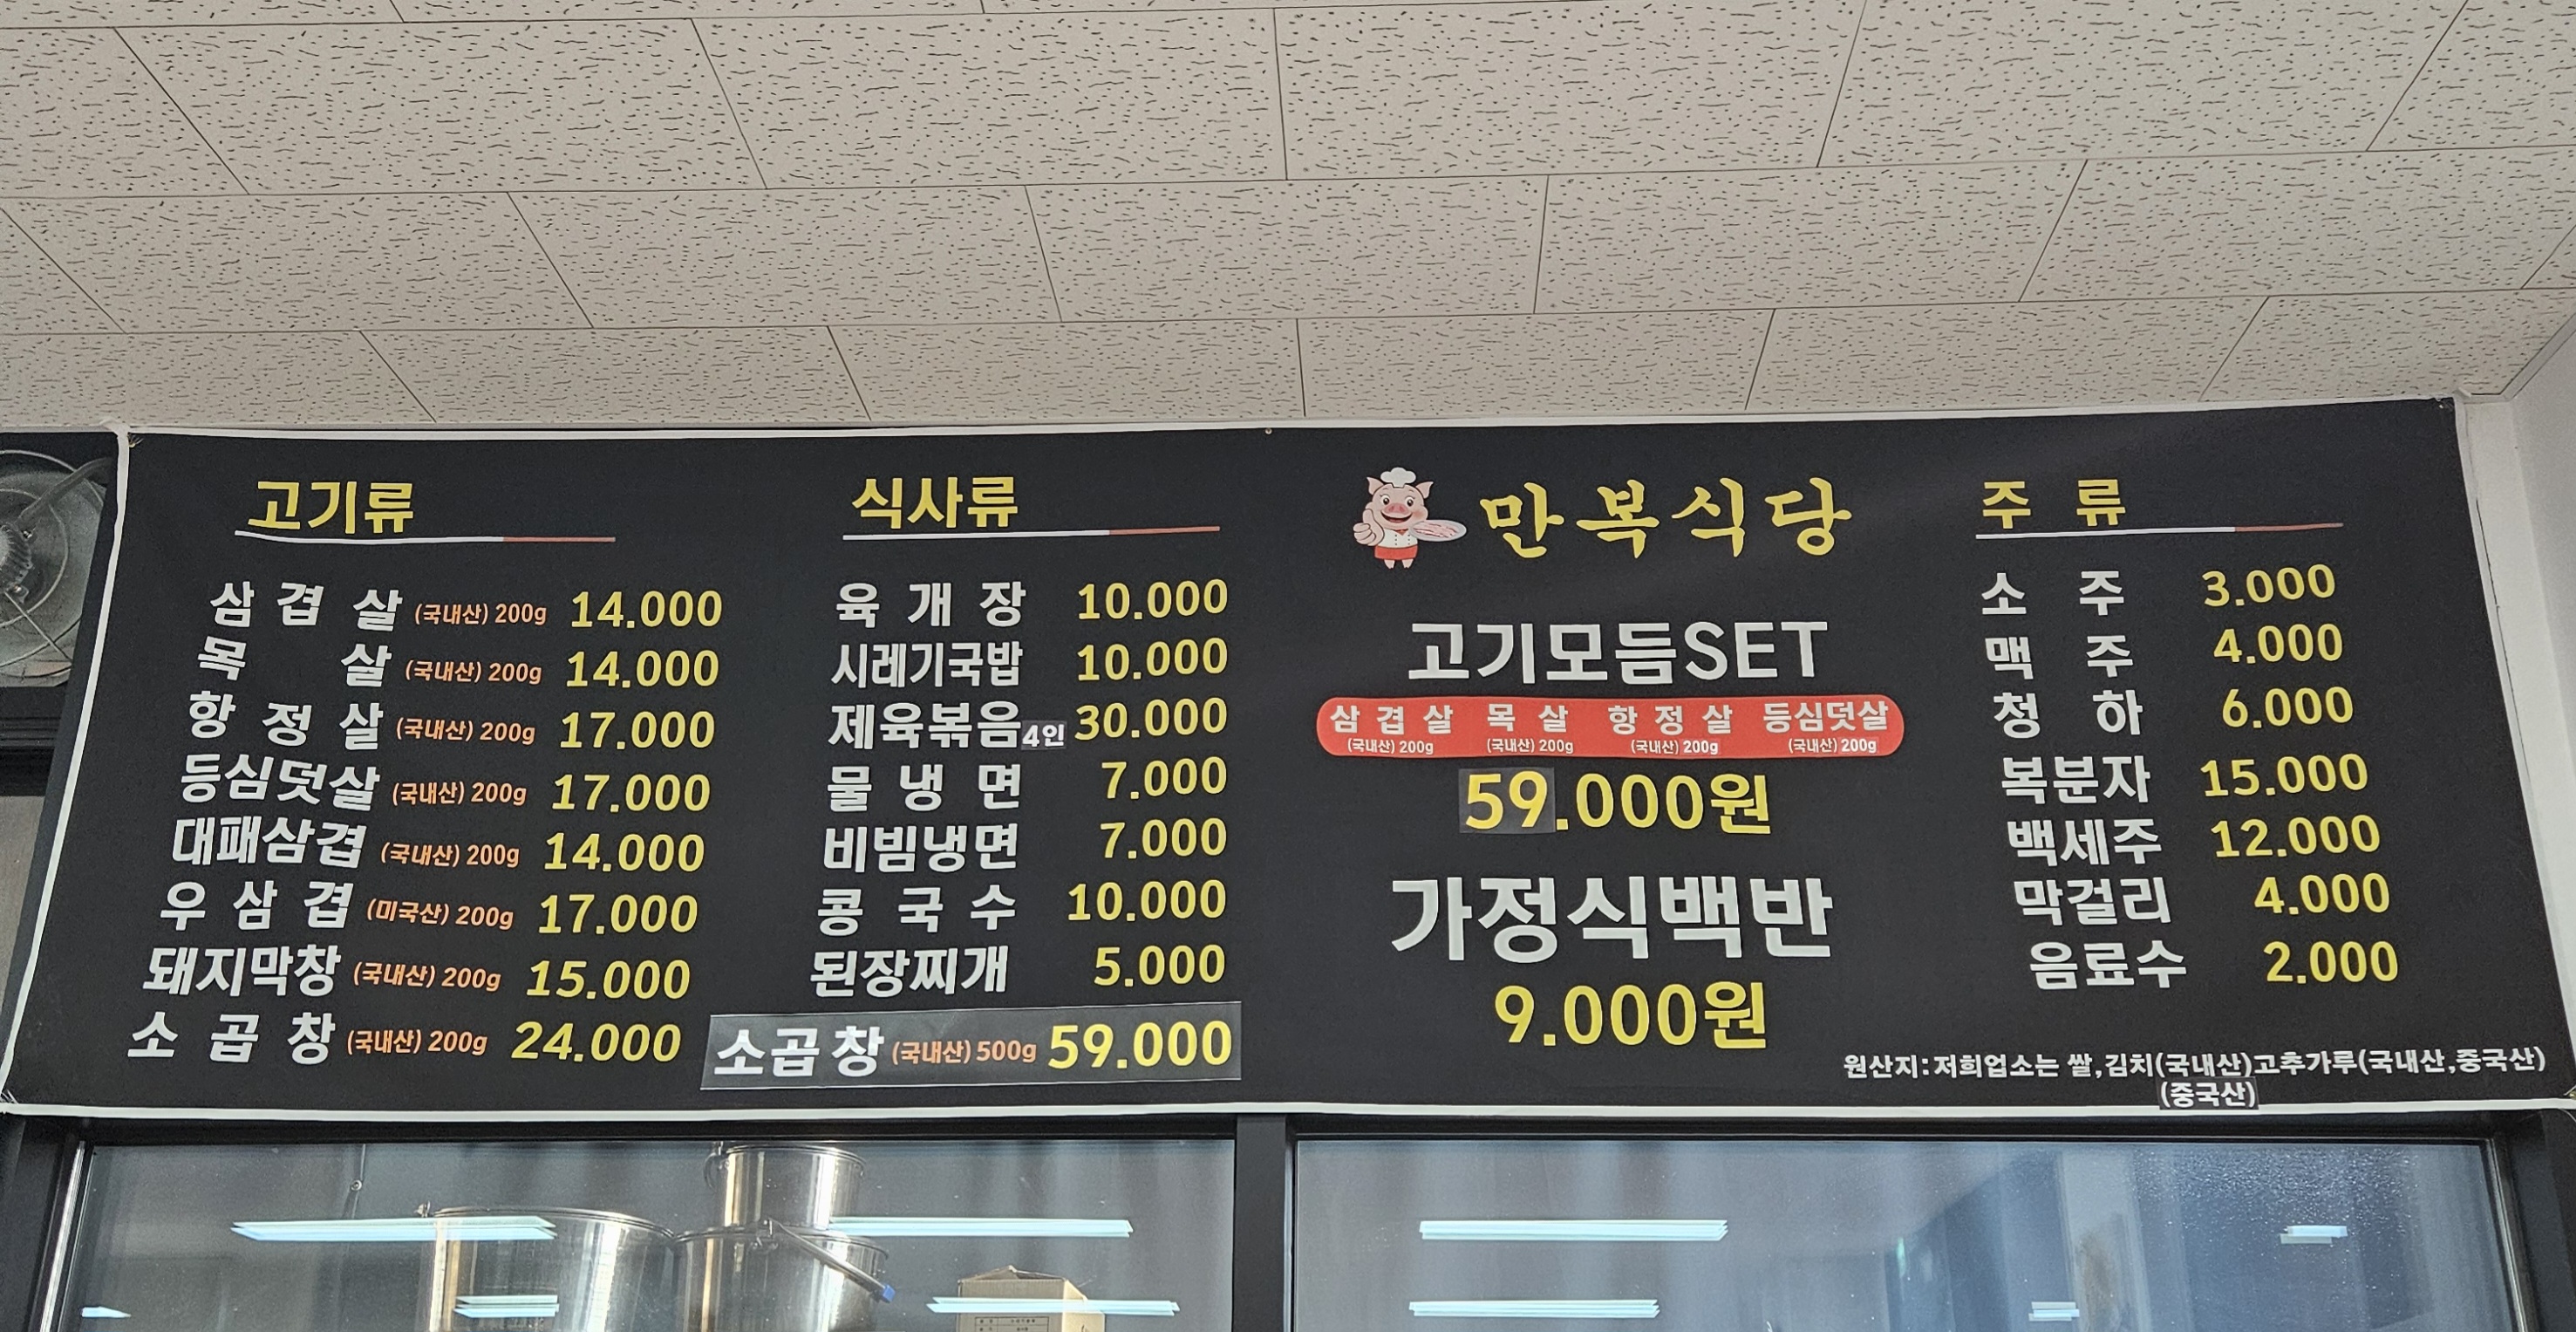 고기류
삼겹살 (국내산) 200g 14.000
목살 (국내산) 200g 14.000
항정살 (국내산) 200g 17.000
등심덧살 (국내산) 200g 17.000
대패삼겹 (국내산) 200g 14.000
우삼겹 (미국산) 200g 17.000
돼지막창 (국내산) 200g 15.000
소곱창 (국내산) 200g 24.000
식사류
육개장 10.000
시레기국밥 10.000
제육볶음 4인 30.000
물냉면 7.000
비빔냉면 7.000
콩국수 10.000
된장찌개 5.000
소곱창 (국내산) 500g 59.000
만복식당
고기모듬SET
삼겹살 목살 항정살 등심덧살
(국내산) 200g (국내산) 200g (국내산) 200g (국내산) 200g
59.000원
가정식백반
9.000원
주류
소주 3.000
맥주 4.000
청하 6.000
복분자 15.000
백세주 12.000
막걸리 4.000
음료수 2.000
원산지:저희업소는 쌀,김치(국내산)고추가루(국내산,중국산)
(중국산)